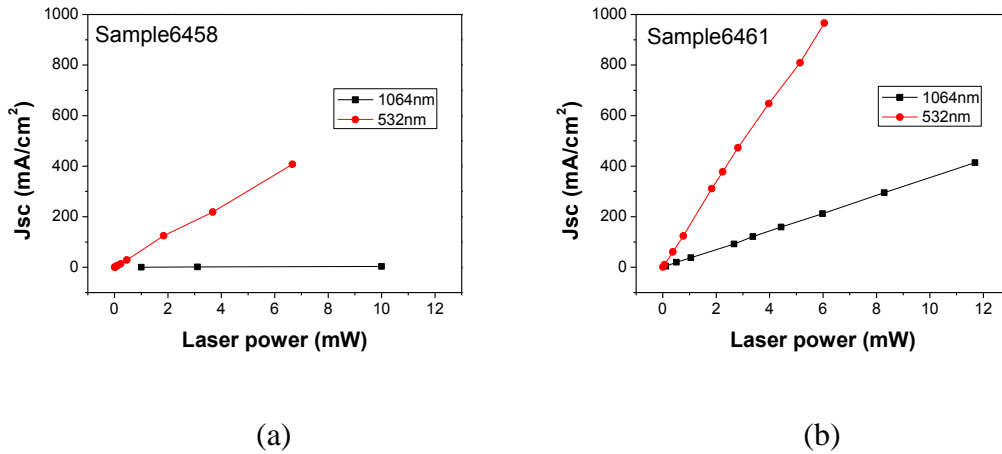 Sample6458
1064nm
532nm
Jsc (mA/cm²)
1000
800
600
400
200
0
0 2 4 6 8 10 12
Laser power (mW)
(a)
Sample6461
1064nm
532nm
Jsc (mA/cm²)
1000
800
600
400
200
0
0 2 4 6 8 10 12
Laser power (mW)
(b)